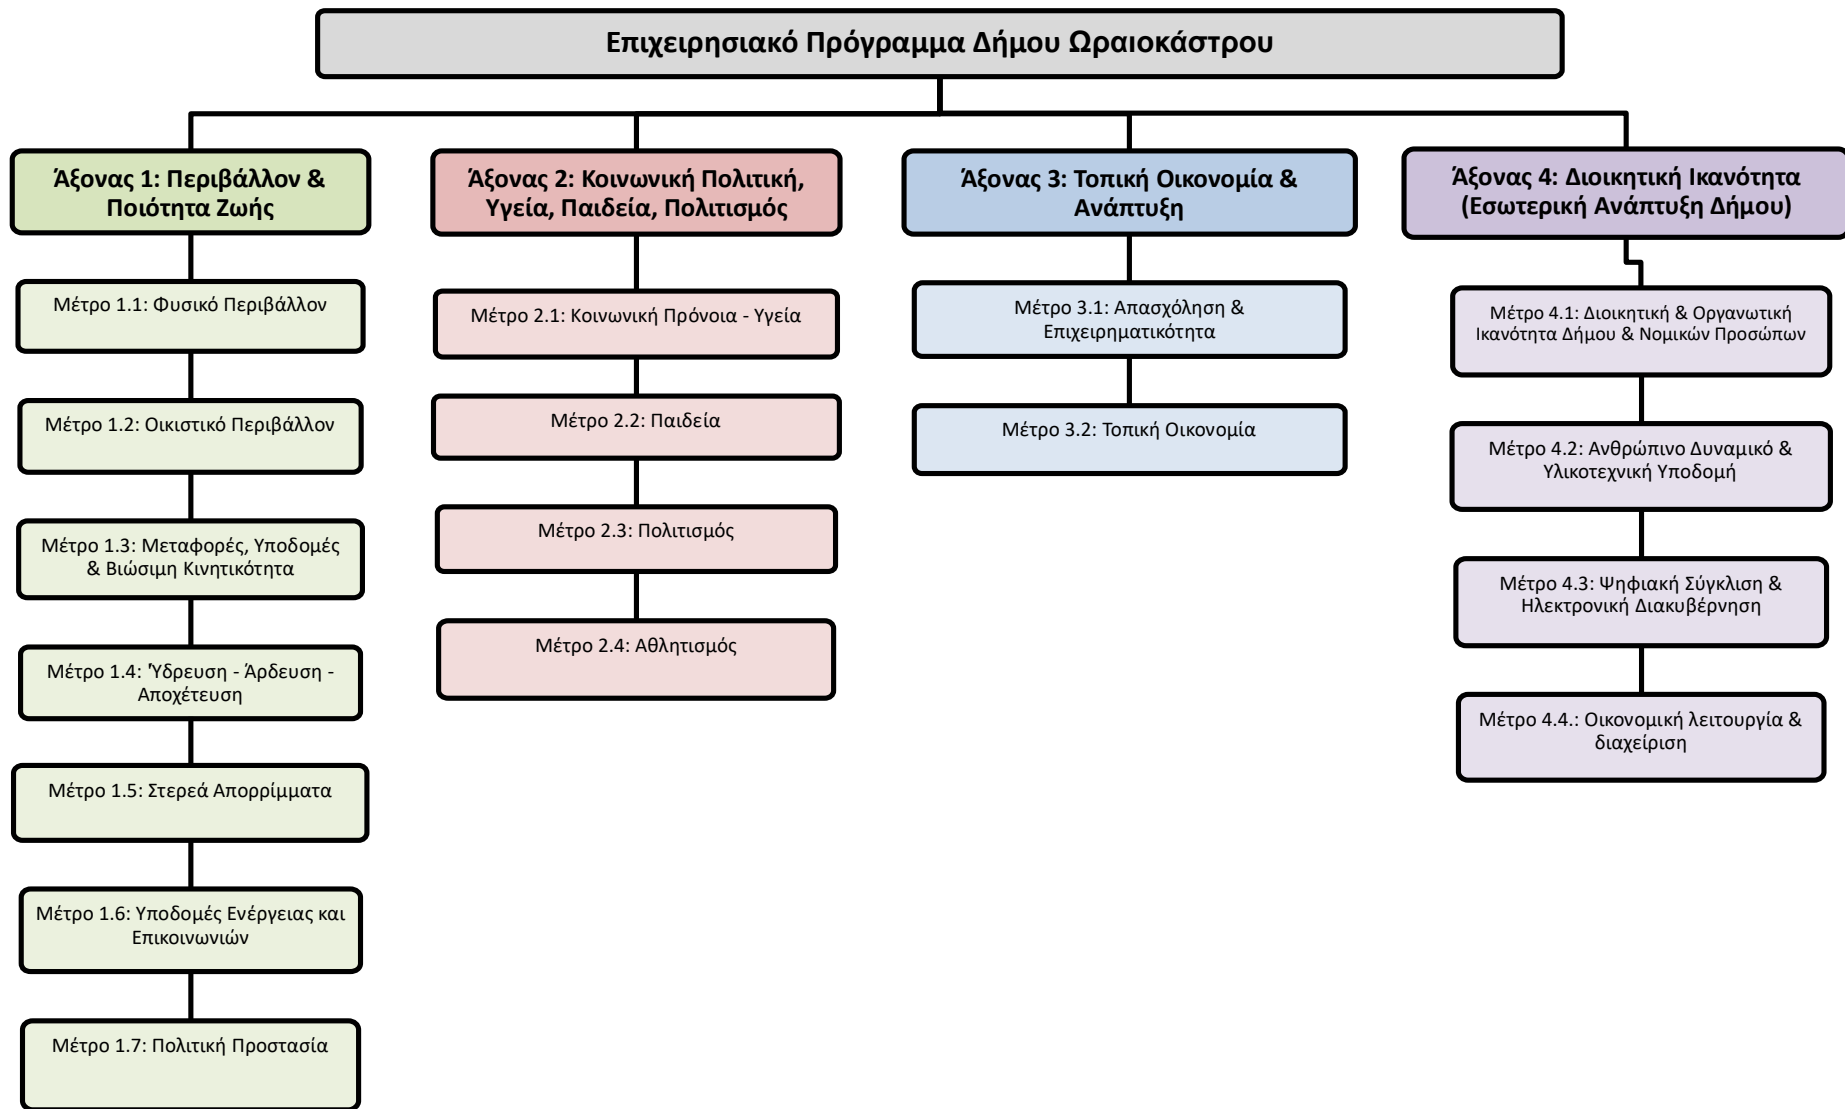 Επιχειρησιακό Πρόγραμμα Δήμου Ωραιοκάστρου
Άξονας 1: Περιβάλλον &
Ποιότητα Ζωής
Μέτρο 1.1: Φυσικό Περιβάλλον
Μέτρο 1.2: Οικιστικό Περιβάλλον
Μέτρο 1.3: Μεταφορές, Υποδομές
& Βιώσιμη Κινητικότητα
Μέτρο 1.4: Ύδρευση - Άρδευση -
Αποχέτευση
Μέτρο 1.5: Στερεά Απορρίμματα
Μέτρο 1.6: Υποδομές Ενέργειας και
Επικοινωνιών
Μέτρο 1.7: Πολιτική Προστασία
Άξονας 2: Κοινωνική Πολιτική,
Υγεία, Παιδεία, Πολιτισμός
Μέτρο 2.1: Κοινωνική Πρόνοια - Υγεία
Μέτρο 2.2: Παιδεία
Μέτρο 2.3: Πολιτισμός
Μέτρο 2.4: Αθλητισμός
Άξονας 3: Τοπική Οικονομία &
Ανάπτυξη
Μέτρο 3.1: Απασχόληση &
Επιχειρηματικότητα
Μέτρο 3.2: Τοπική Οικονομία
Άξονας 4: Διοικητική Ικανότητα
(Εσωτερική Ανάπτυξη Δήμου)
Μέτρο 4.1: Διοικητική & Οργανωτική
Ικανότητα Δήμου & Νομικών Προσώπων
Μέτρο 4.2: Ανθρώπινο Δυναμικό &
Υλικοτεχνική Υποδομή
Μέτρο 4.3: Ψηφιακή Σύγκλιση &
Ηλεκτρονική Διακυβέρνηση
Μέτρο 4.4.: Οικονομική λειτουργία &
διαχείριση